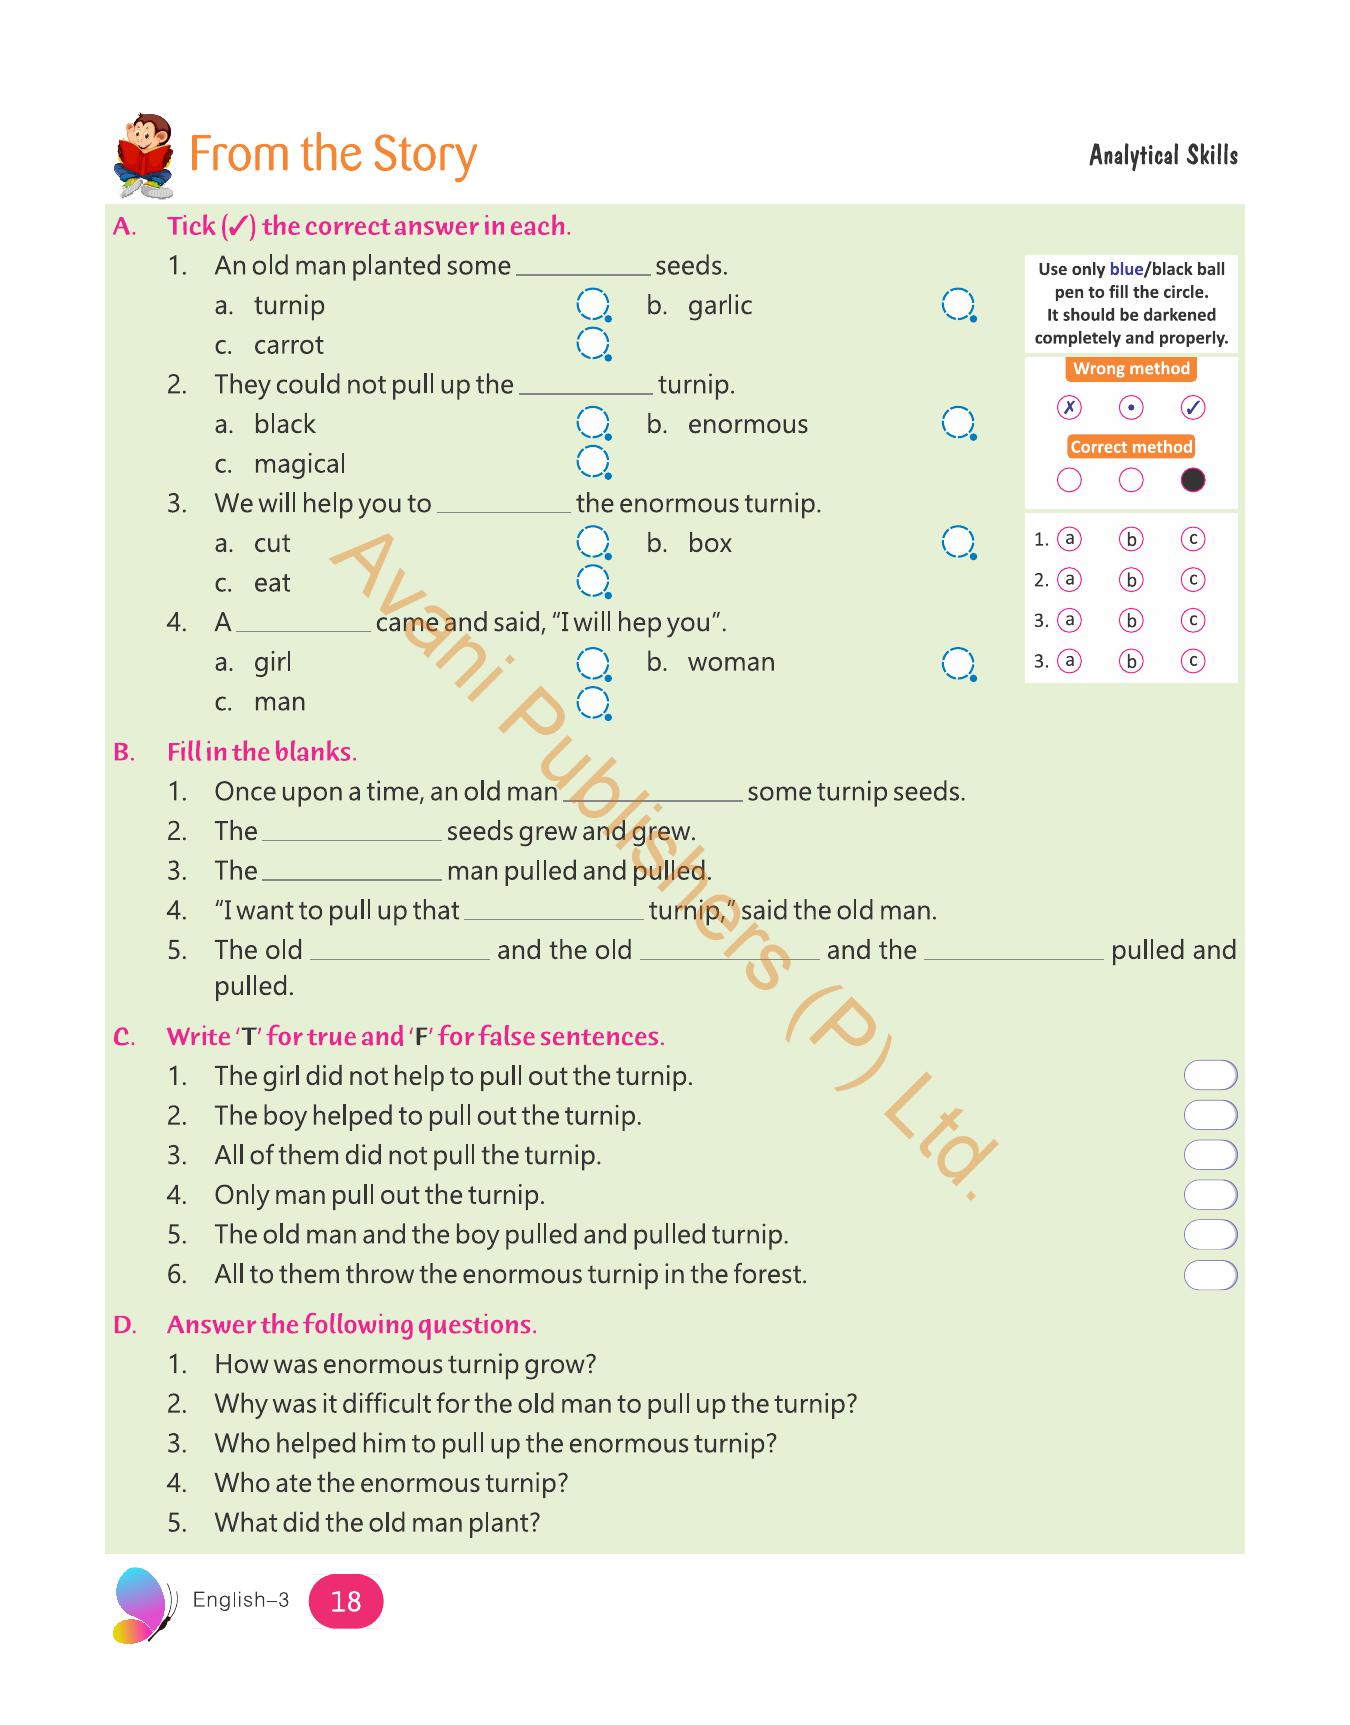 From the Story
Analytical Skills
A. Tick (✓) the correct answer in each.
1. An old man planted some __________ seeds.
a. turnip b. garlic
c. carrot
2. They could not pull up the __________ turnip.
a. black b. enormous
c. magical
3. We will help you to __________ the enormous turnip.
a. cut b. box
c. eat
4. A __________ came and said, “I will hep you”.
a. girl b. woman
c. man
Use only blue/black ball
pen to fill the circle.
It should be darkened
completely and properly.
Wrong method
✗ • ✓
Correct method
1. a b c
2. a b c
3. a b c
3. a b c
B. Fill in the blanks.
1. Once upon a time, an old man _____________ some turnip seeds.
2. The _____________ seeds grew and grew.
3. The _____________ man pulled and pulled.
4. “I want to pull up that _____________ turnip,” said the old man.
5. The old _____________ and the old _____________ and the _____________ pulled and
pulled.
C. Write ‘T’ for true and ‘F’ for false sentences.
1. The girl did not help to pull out the turnip.
2. The boy helped to pull out the turnip.
3. All of them did not pull the turnip.
4. Only man pull out the turnip.
5. The old man and the boy pulled and pulled turnip.
6. All to them throw the enormous turnip in the forest.
D. Answer the following questions.
1. How was enormous turnip grow?
2. Why was it difficult for the old man to pull up the turnip?
3. Who helped him to pull up the enormous turnip?
4. Who ate the enormous turnip?
5. What did the old man plant?
English–3 18
Avani Publishers (P) Ltd.